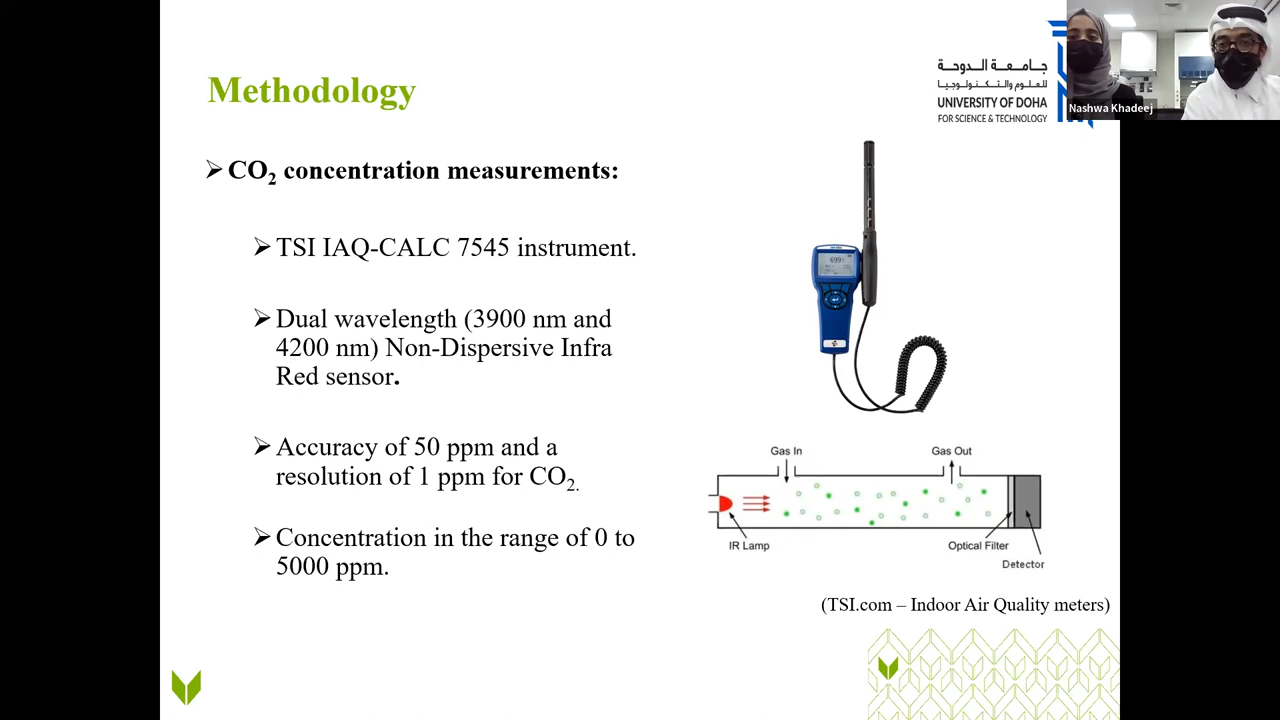 Methodology
جامعة الدوحة
للعلوم والتكنولوجيا
UNIVERSITY OF DOHA
FOR SCIENCE & TECHNOLOGY
Nashwa Khadeej
➢ CO₂ concentration measurements:
➢ TSI IAQ-CALC 7545 instrument.
➢ Dual wavelength (3900 nm and
4200 nm) Non-Dispersive Infra
Red sensor.
➢ Accuracy of 50 ppm and a
resolution of 1 ppm for CO₂.
➢ Concentration in the range of 0 to
5000 ppm.
699
Gas In
Gas Out
IR Lamp
Optical Filter
Detector
(TSI.com – Indoor Air Quality meters)